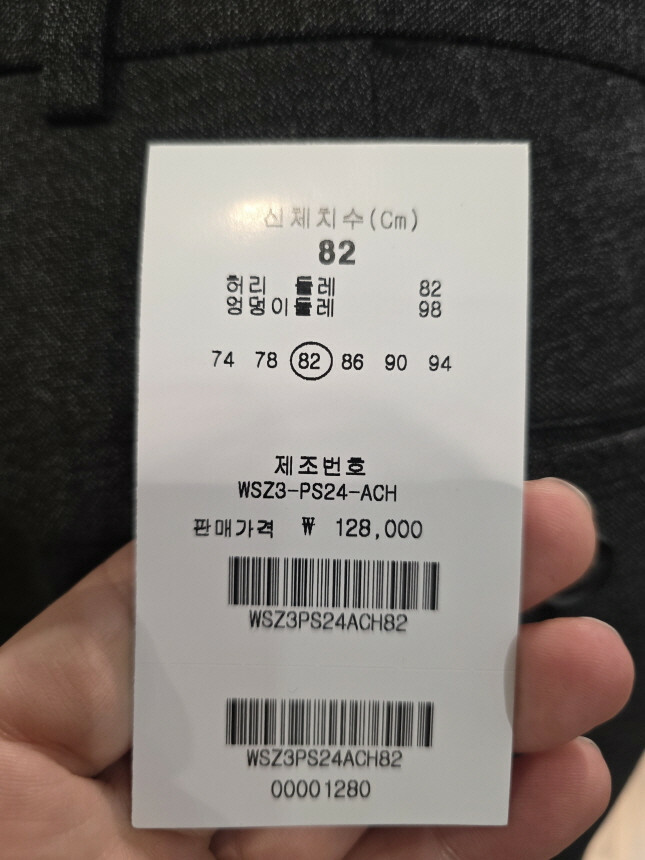 신체치수(Cm)
82
허리 둘레 82
엉덩이둘레 98
74 78 82 86 90 94
제조번호
WSZ3-PS24-ACH
판매가격 ₩ 128,000
WSZ3PS24ACH82
WSZ3PS24ACH82
00001280